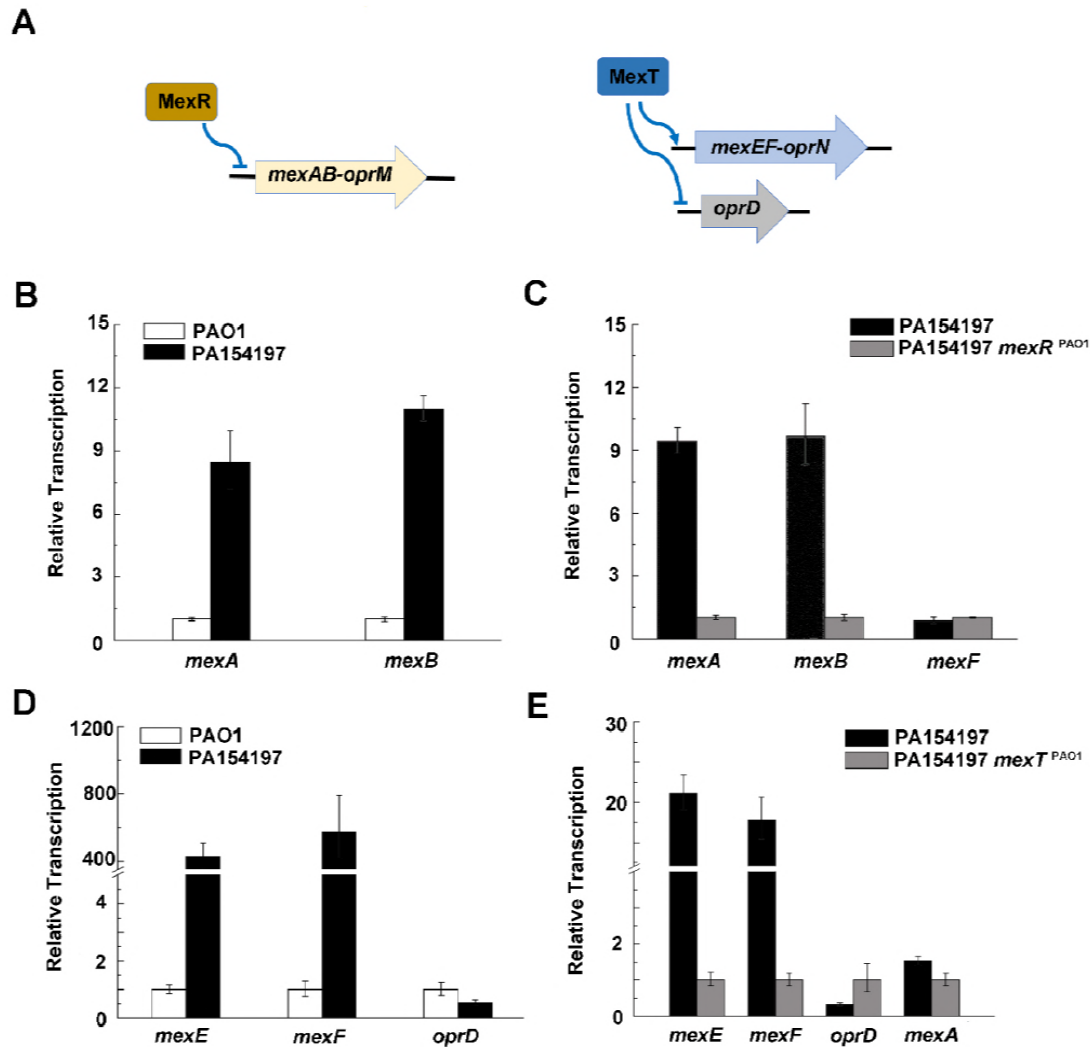 A
MexR
mexAB-oprM
MexT
mexEF-oprN
oprD
B
Relative Transcription
15
12
9
6
3
0
PAO1
PA154197
mexA
mexB
C
Relative Transcription
15
12
9
6
3
0
PA154197
PA154197 mexR PAO1
mexA
mexB
mexF
D
Relative Transcription
1200
800
400
4
2
0
PAO1
PA154197
mexE
mexF
oprD
E
Relative Transcription
30
20
2
0
PA154197
PA154197 mexT PAO1
mexE
mexF
oprD
mexA